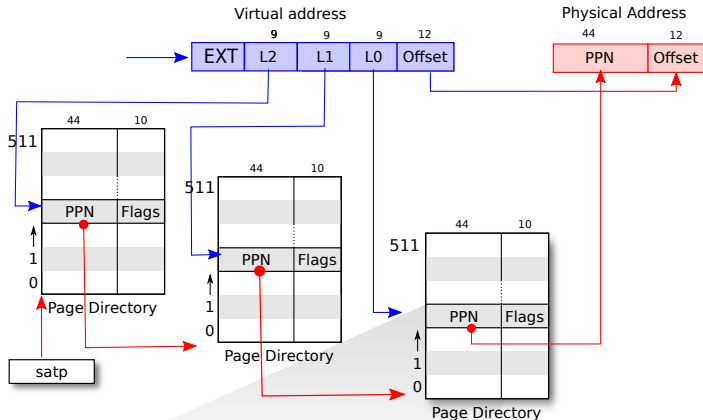 Virtual address
Physical Address
9 9 9 12
44 12
EXT L2 L1 L0 Offset
PPN Offset
44 10
511
PPN Flags
1
0
Page Directory
satp
44 10
511
PPN Flags
1
0
Page Directory
44 10
511
PPN Flags
1
0
Page Directory